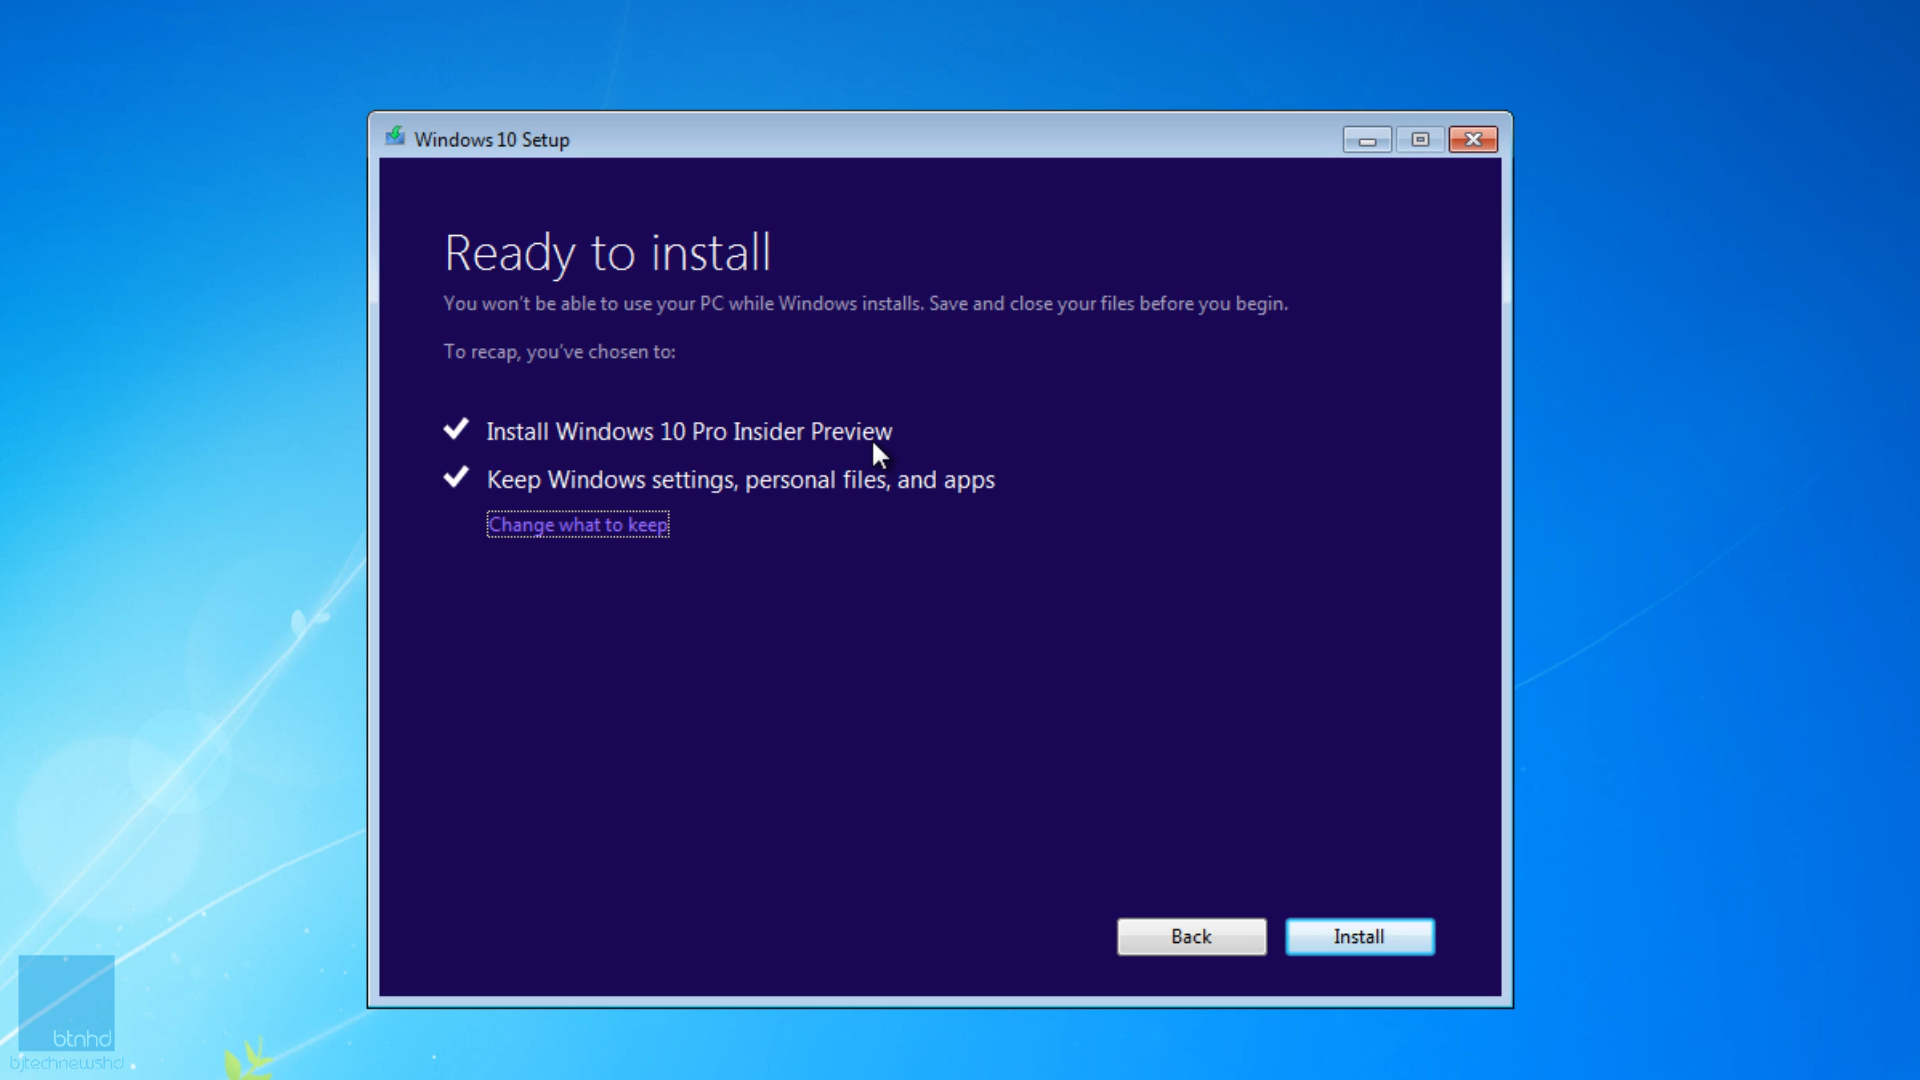 Windows 10 Setup
Ready to install
You won't be able to use your PC while Windows installs. Save and close your files before you begin.
To recap, you've chosen to:
Install Windows 10 Pro Insider Preview
Keep Windows settings, personal files, and apps
Change what to keep
Back
Install
btnhd
bjtechnewshd